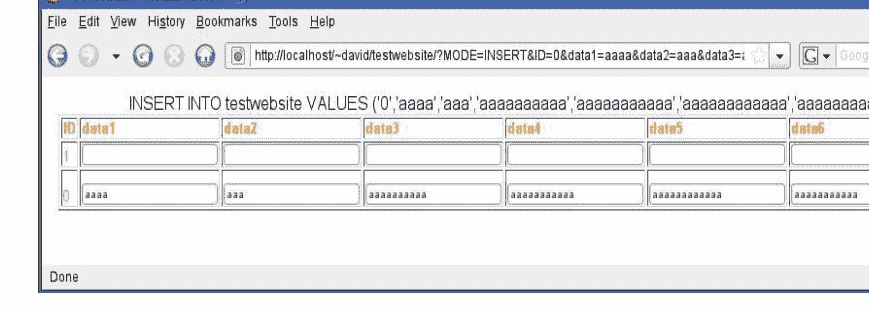 File Edit View History Bookmarks Tools Help
http://localhost/~david/testwebsite/?MODE=INSERT&ID=0&data1=aaaa&data2=aaa&data3=a G Goog
INSERT INTO testwebsite VALUES ('0','aaaa','aaa','aaaaaaaaaa','aaaaaaaaaaa','aaaaaaaaaaaa','aaaaaaaaa
ID data1 data2 data3 data4 data5 data6
1
0 aaaa aaa aaaaaaaaaa aaaaaaaaaaa aaaaaaaaaaaa aaaaaaaaaaa
Done